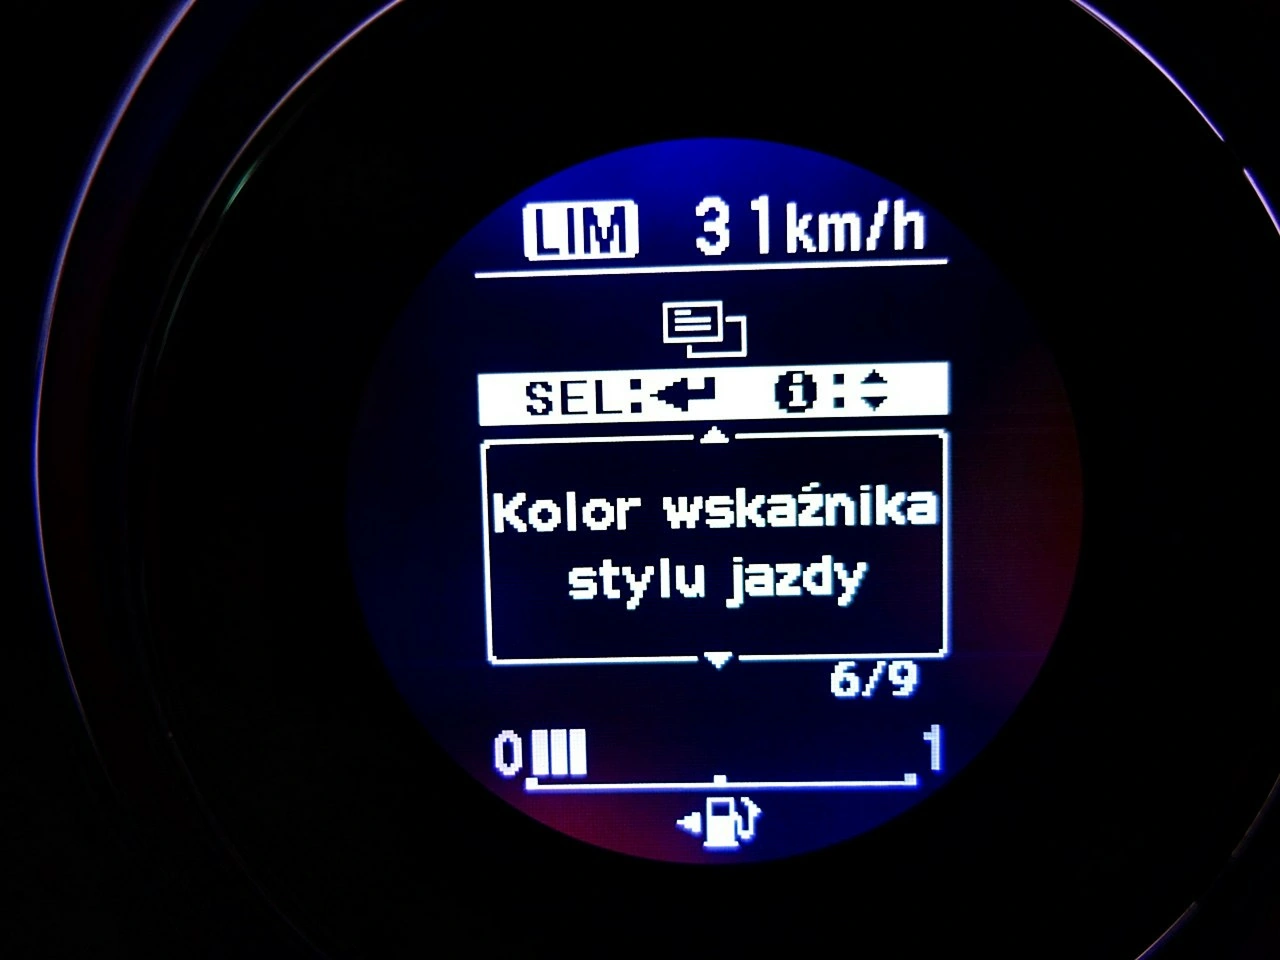 LIM 31km/h
SEL: i :
Kolor wskaźnika
stylu jazdy
6/9
0 1